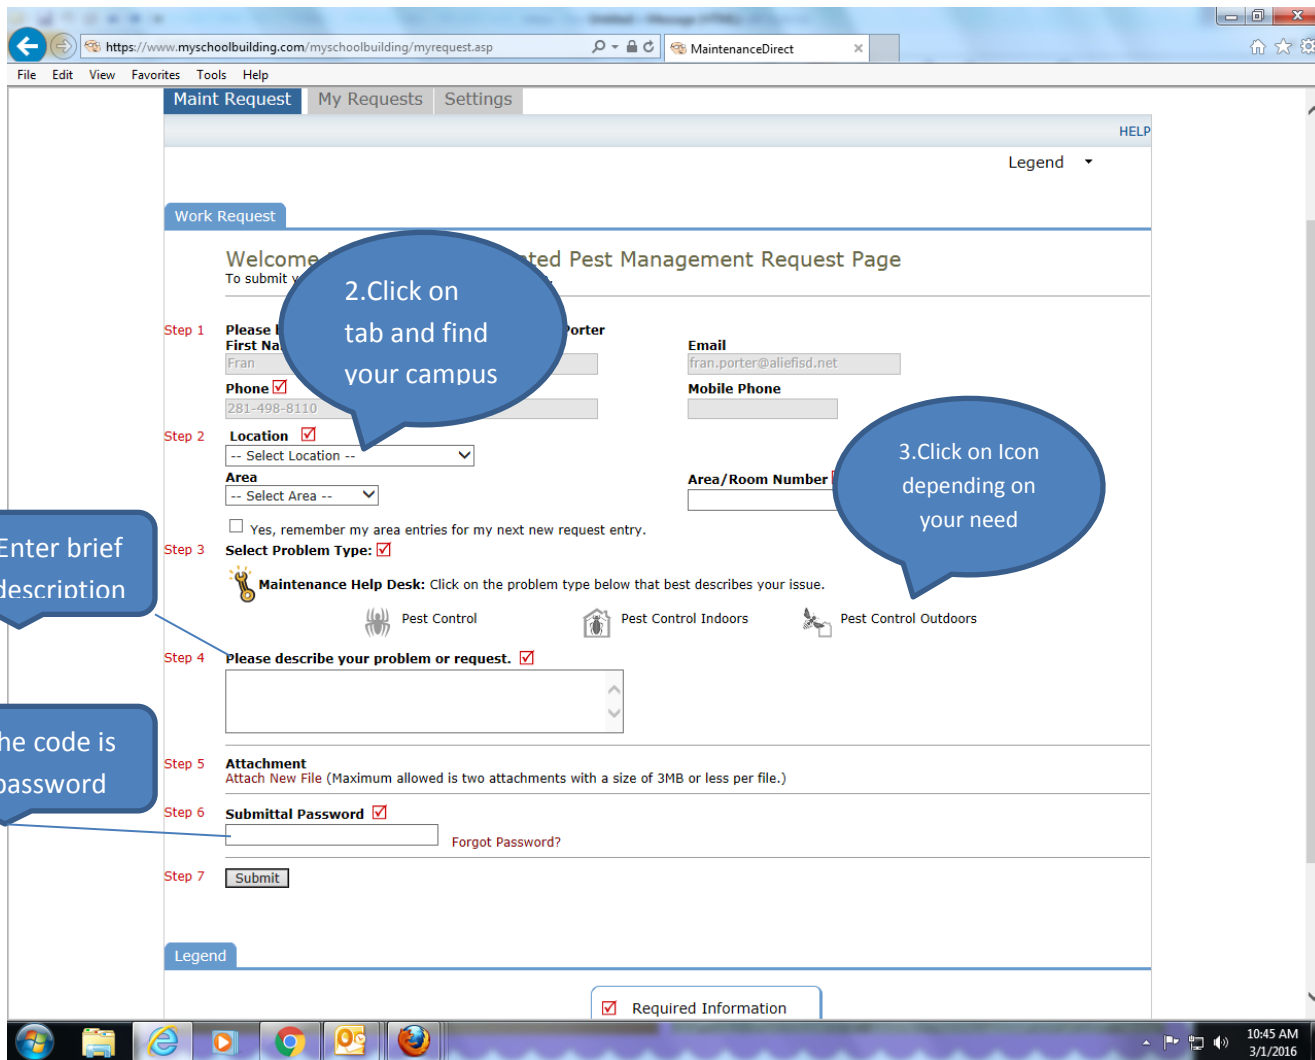 Untitled - Message (HTML)
https://www.myschoolbuilding.com/myschoolbuilding/myrequest.asp
MaintenanceDirect
File Edit View Favorites Tools Help
Maint Request My Requests Settings
HELP
Legend
Work Request
Welcome ted Pest Management Request Page
To submit y
2.Click on
tab and find
your campus
Step 1 Please b Porter
First Na Email
Fran fran.porter@aliefisd.net
Phone Mobile Phone
281-498-8110
Step 2 Location
-- Select Location --
Area Area/Room Number
-- Select Area --
3.Click on Icon
depending on
your need
Yes, remember my area entries for my next new request entry.
Enter brief
description
Step 3 Select Problem Type:
Maintenance Help Desk: Click on the problem type below that best describes your issue.
Pest Control Pest Control Indoors Pest Control Outdoors
Step 4 Please describe your problem or request.
he code is
password
Step 5 Attachment
Attach New File (Maximum allowed is two attachments with a size of 3MB or less per file.)
Step 6 Submittal Password
Forgot Password?
Step 7 Submit
Legend
Required Information
10:45 AM
3/1/2016